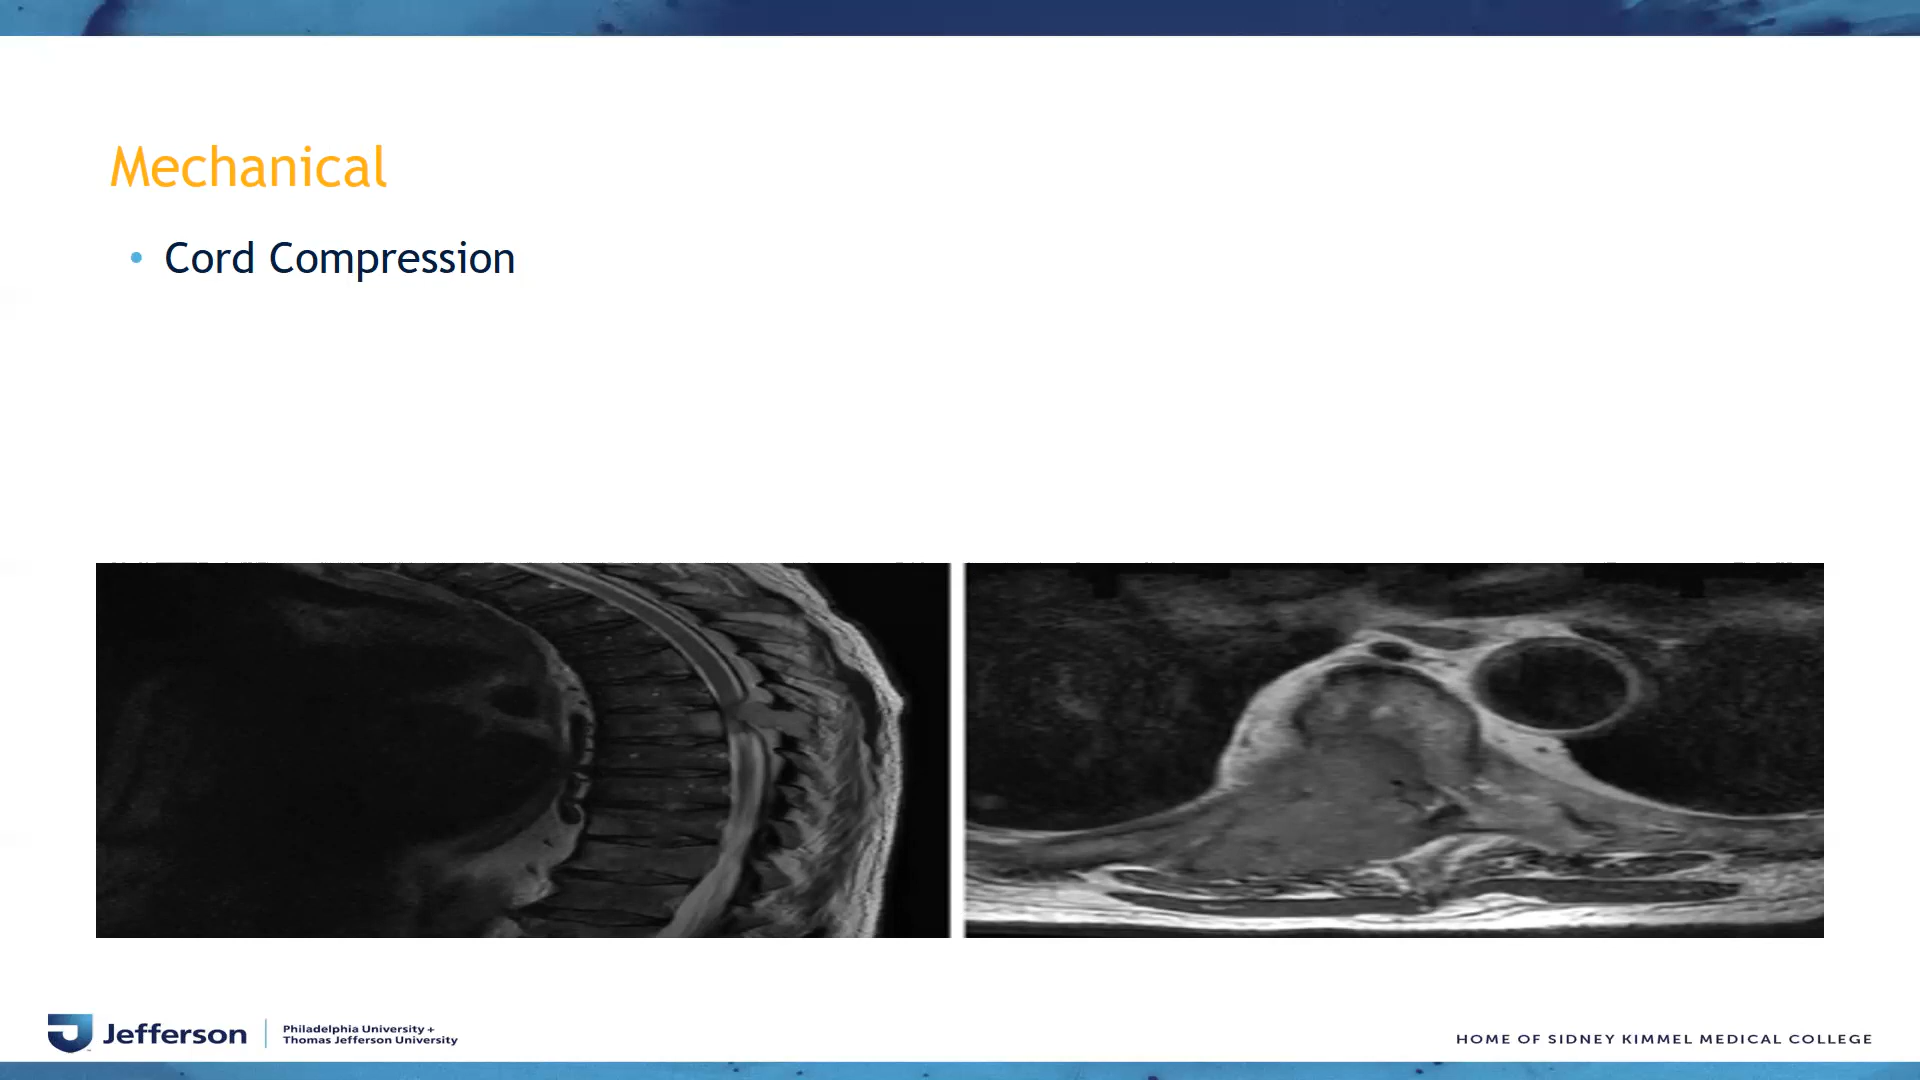 Mechanical
• Cord Compression
Jefferson
Philadelphia University +
Thomas Jefferson University
HOME OF SIDNEY KIMMEL MEDICAL COLLEGE